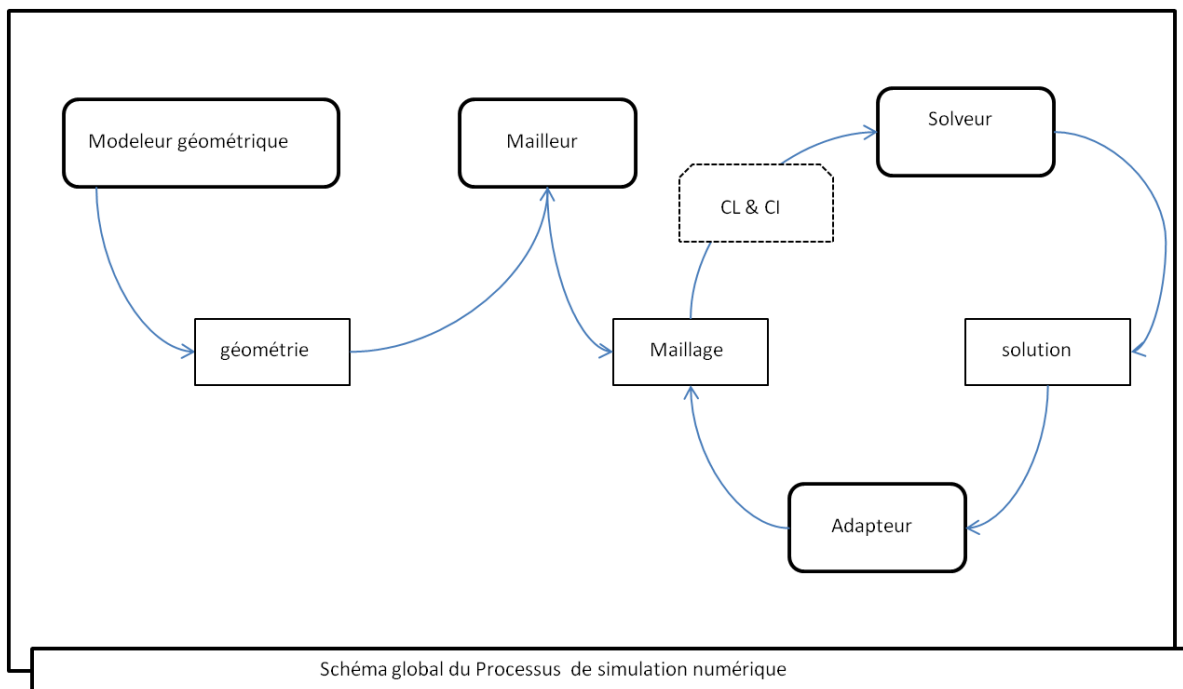 Modeleur géométrique
Mailleur
Solveur
CL & CI
géométrie
Maillage
solution
Adapteur
Schéma global du Processus de simulation numérique